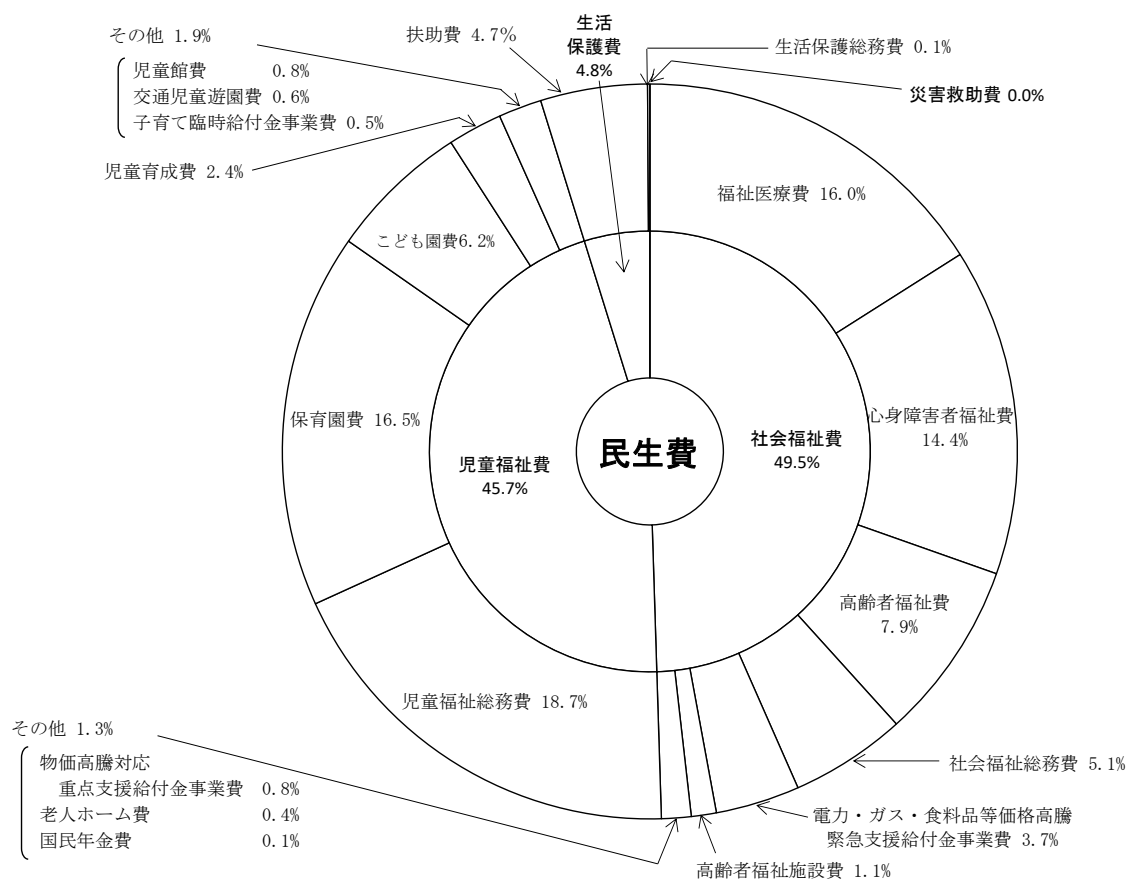 その他 1.9%
児童館費 0.8%
交通児童遊園費 0.6%
子育て臨時給付金事業費 0.5%
児童育成費 2.4%
扶助費 4.7%
生活
保護費
4.8%
生活保護総務費 0.1%
災害救助費 0.0%
福祉医療費 16.0%
こども園費6.2%
保育園費 16.5%
心身障害者福祉費
14.4%
民生費
社会福祉費
49.5%
児童福祉費
45.7%
高齢者福祉費
7.9%
児童福祉総務費 18.7%
その他 1.3%
物価高騰対応
重点支援給付金事業費 0.8%
老人ホーム費 0.4%
国民年金費 0.1%
社会福祉総務費 5.1%
電力・ガス・食料品等価格高騰
緊急支援給付金事業費 3.7%
高齢者福祉施設費 1.1%